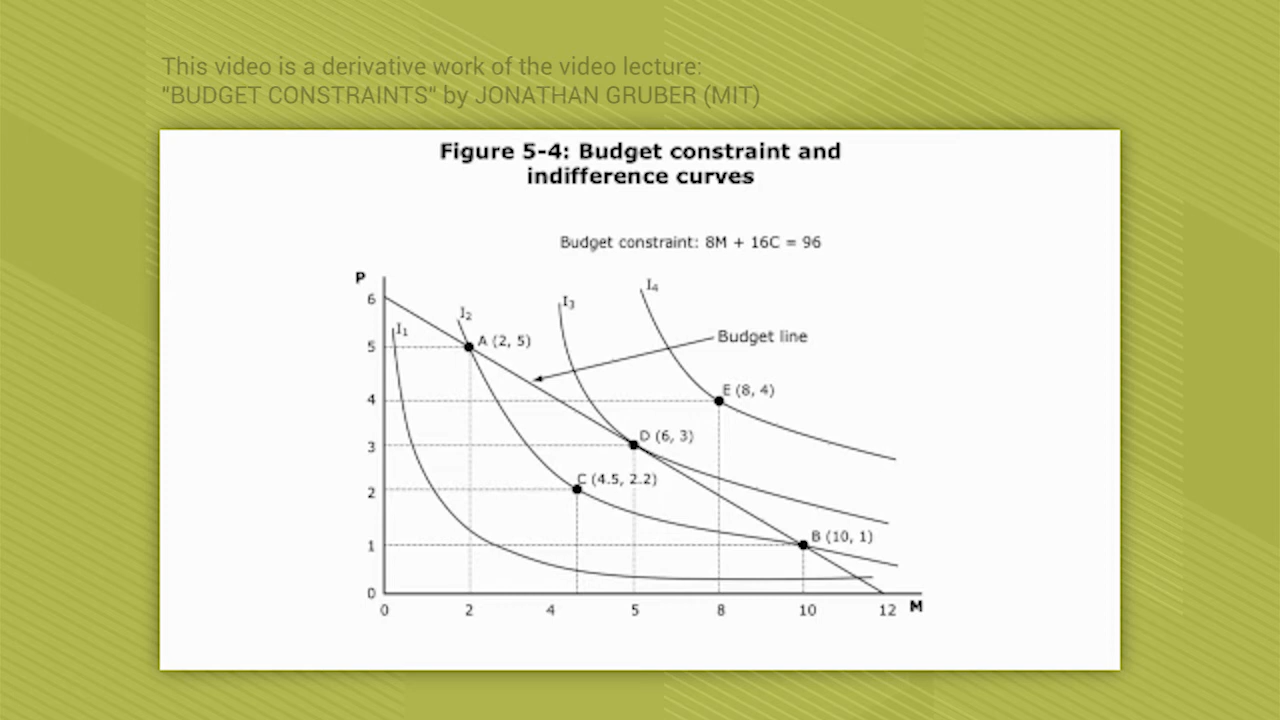 This video is a derivative work of the video lecture:
"BUDGET CONSTRAINTS" by JONATHAN GRUBER (MIT)
Figure 5-4: Budget constraint and
indifference curves
Budget constraint: 8M + 16C = 96
P
I4
6
I3
I2
I1
Budget line
5
A (2, 5)
4
E (8, 4)
3
D (6, 3)
2
C (4.5, 2.2)
1
B (10, 1)
0
0 2 4 5 8 10 12 M